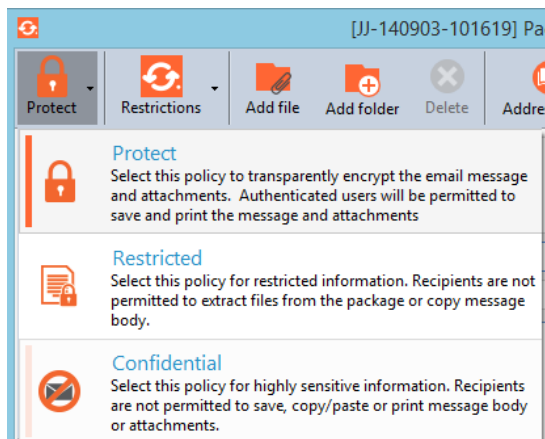 [JJ-140903-101619] Pa
Protect
Restrictions
Add file
Add folder
Delete
Addre
Protect
Select this policy to transparently encrypt the email message
and attachments. Authenticated users will be permitted to
save and print the message and attachments
Restricted
Select this policy for restricted information. Recipients are not
permitted to extract files from the package or copy message
body.
Confidential
Select this policy for highly sensitive information. Recipients
are not permitted to save, copy/paste or print message body
or attachments.